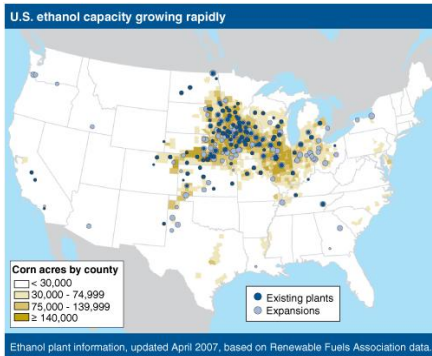 U.S. ethanol capacity growing rapidly
Corn acres by county
< 30,000
30,000 - 74,999
75,000 - 139,999
≥ 140,000
Existing plants
Expansions
Ethanol plant information, updated April 2007, based on Renewable Fuels Association data.